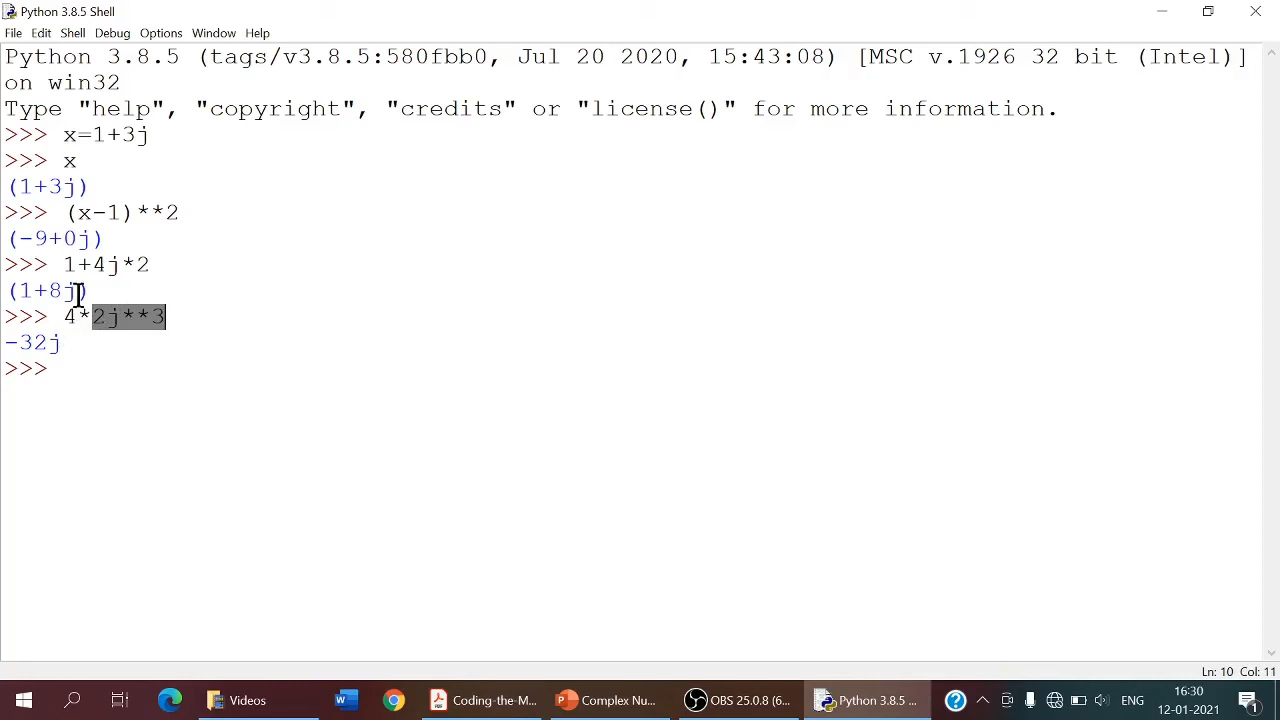 Python 3.8.5 Shell
File Edit Shell Debug Options Window Help
Python 3.8.5 (tags/v3.8.5:580fbb0, Jul 20 2020, 15:43:08) [MSC v.1926 32 bit (Intel)]
on win32
Type "help", "copyright", "credits" or "license()" for more information.
>>> x=1+3j
>>> x
(1+3j)
>>> (x-1)**2
(-9+0j)
>>> 1+4j*2
(1+8j)
>>> 4*2j**3
-32j
>>>
Ln: 10 Col: 11
Videos Coding-the-M... Complex Nu... OBS 25.0.8 (6... Python 3.8.5 ... ENG 16:30
12-01-2021